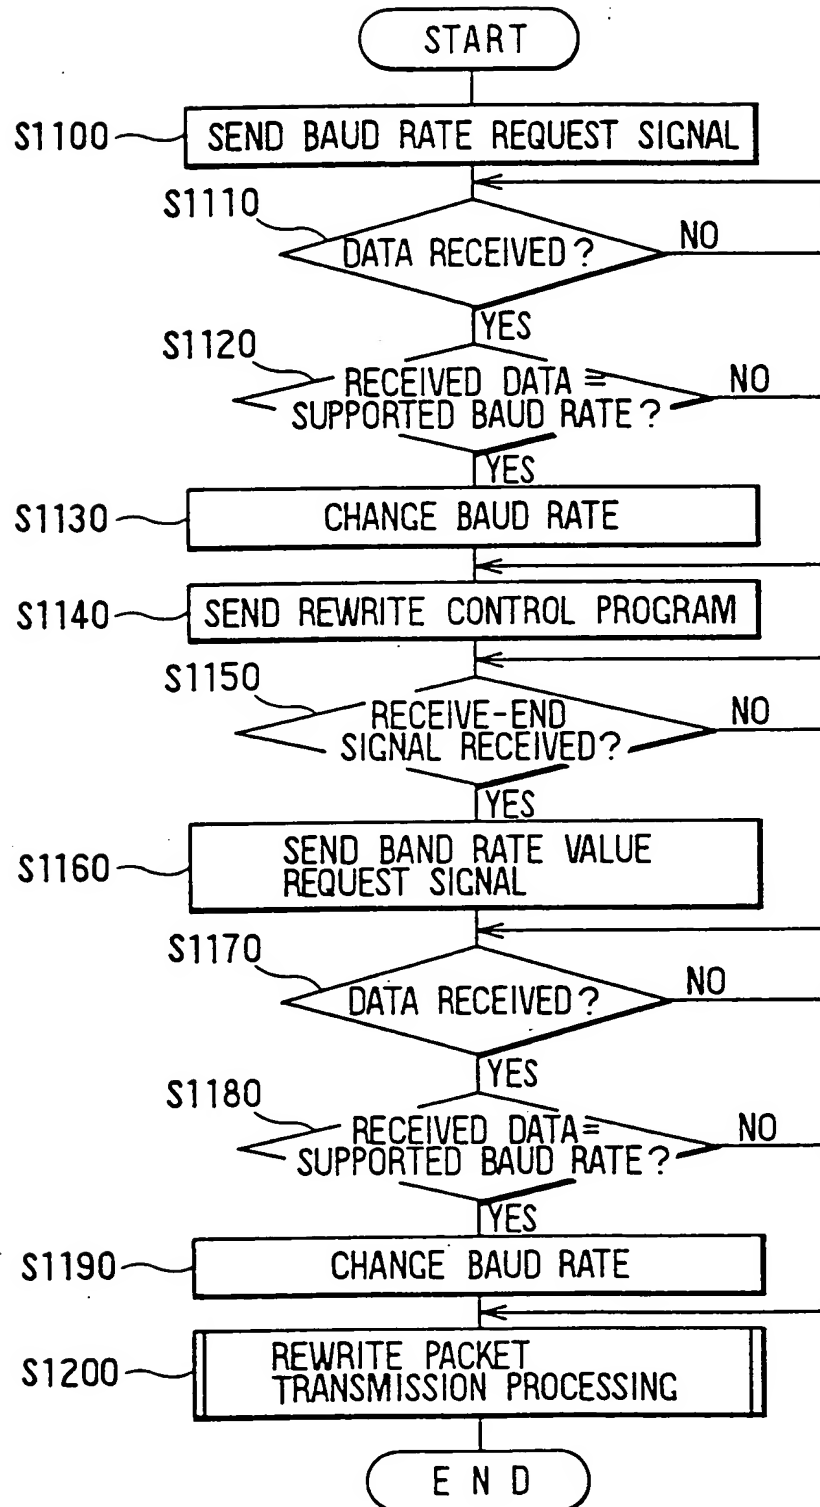 START
S1100
SEND BAUD RATE REQUEST SIGNAL
S1110
DATA RECEIVED?
NO
YES
S1120
RECEIVED DATA =
SUPPORTED BAUD RATE?
NO
YES
S1130
CHANGE BAUD RATE
S1140
SEND REWRITE CONTROL PROGRAM
S1150
RECEIVE-END
SIGNAL RECEIVED?
NO
YES
S1160
SEND BAND RATE VALUE
REQUEST SIGNAL
S1170
DATA RECEIVED?
NO
YES
S1180
RECEIVED DATA=
SUPPORTED BAUD RATE?
NO
YES
S1190
CHANGE BAUD RATE
S1200
REWRITE PACKET
TRANSMISSION PROCESSING
END